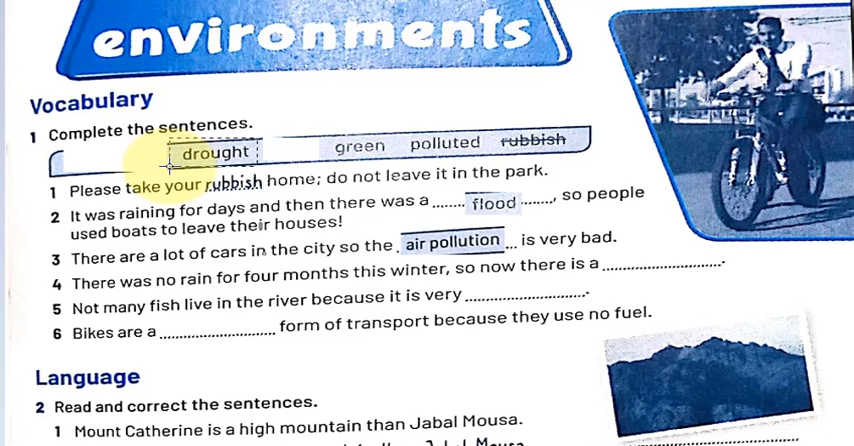 environments
Vocabulary
1 Complete the sentences.
drought green polluted rubbish
1 Please take your rubbish home; do not leave it in the park.
2 It was raining for days and then there was a ........ flood ........, so people
used boats to leave their houses!
3 There are a lot of cars in the city so the . air pollution ... is very bad.
4 There was no rain for four months this winter, so now there is a ............................
5 Not many fish live in the river because it is very ............................
6 Bikes are a ............................ form of transport because they use no fuel.
Language
2 Read and correct the sentences.
1 Mount Catherine is a high mountain than Jabal Mousa.